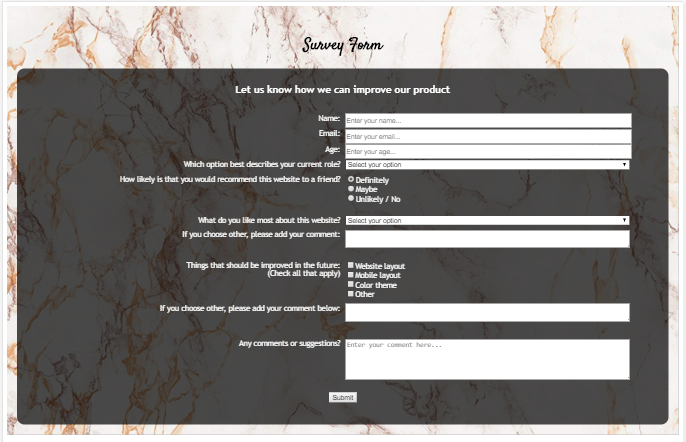 Survey Form
Let us know how we can improve our product
Name: Enter your name...
Email: Enter your email...
Age: Enter your age...
Which option best describes your current role? Select your option
How likely is that you would recommend this website to a friend? Definitely
Maybe
Unlikely / No
What do you like most about this website? Select your option
If you choose other, please add your comment:
Things that should be improved in the future: Website layout
(Check all that apply) Mobile layout
Color theme
Other
If you choose other, please add your comment below:
Any comments or suggestions? Enter your comment here...
Submit